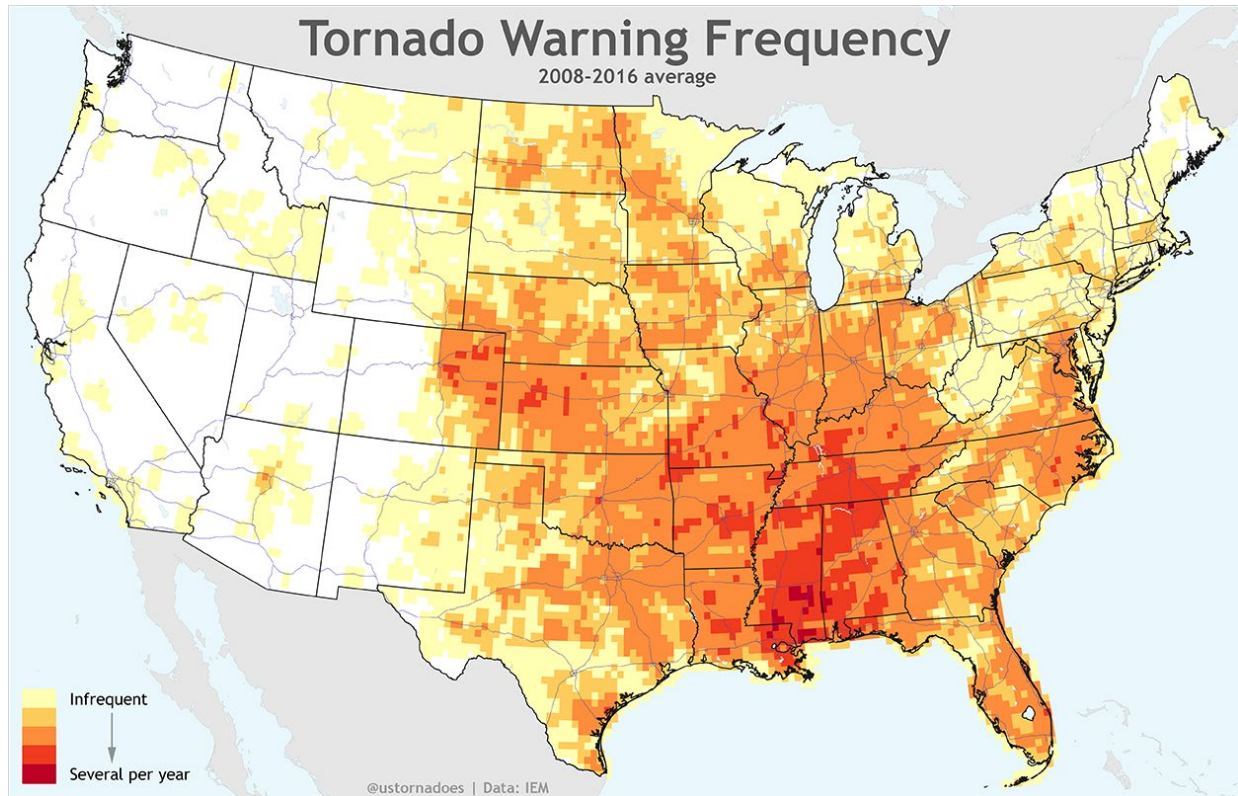 Tornado Warning Frequency
2008-2016 average
Infrequent
Several per year
@ustornadoes | Data: IEM